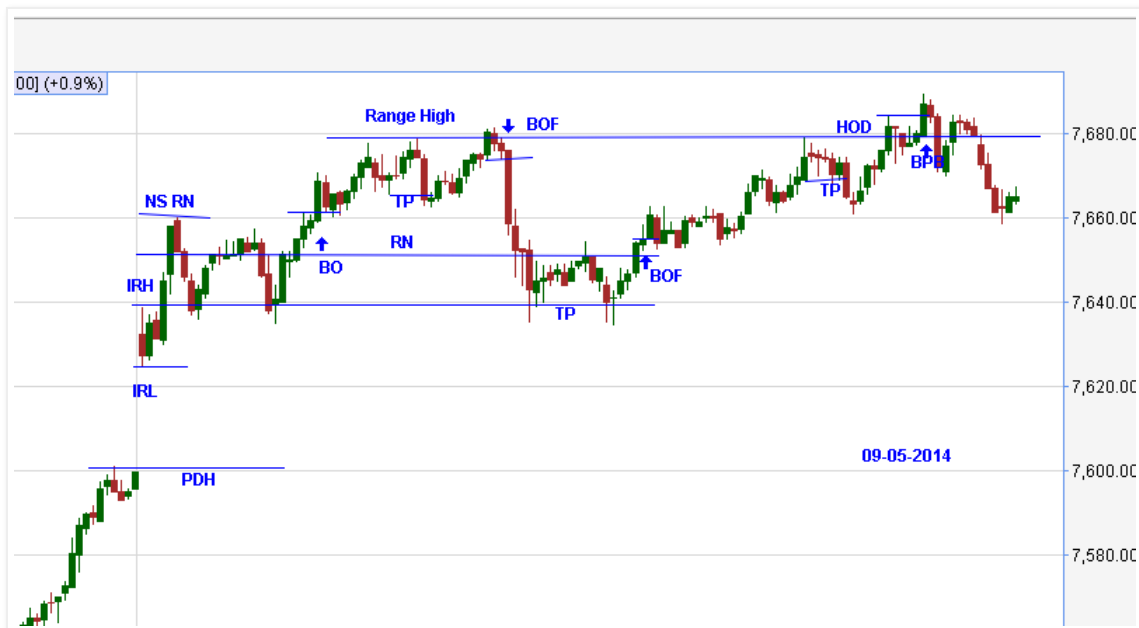 00] (+0.9%)
Range High
BOF
HOD
7,680.00
BPB
NS RN
TP
TP
7,660.00
RN
BO
BOF
IRH
7,640.00
TP
7,620.00
IRL
09-05-2014
7,600.00
PDH
7,580.00